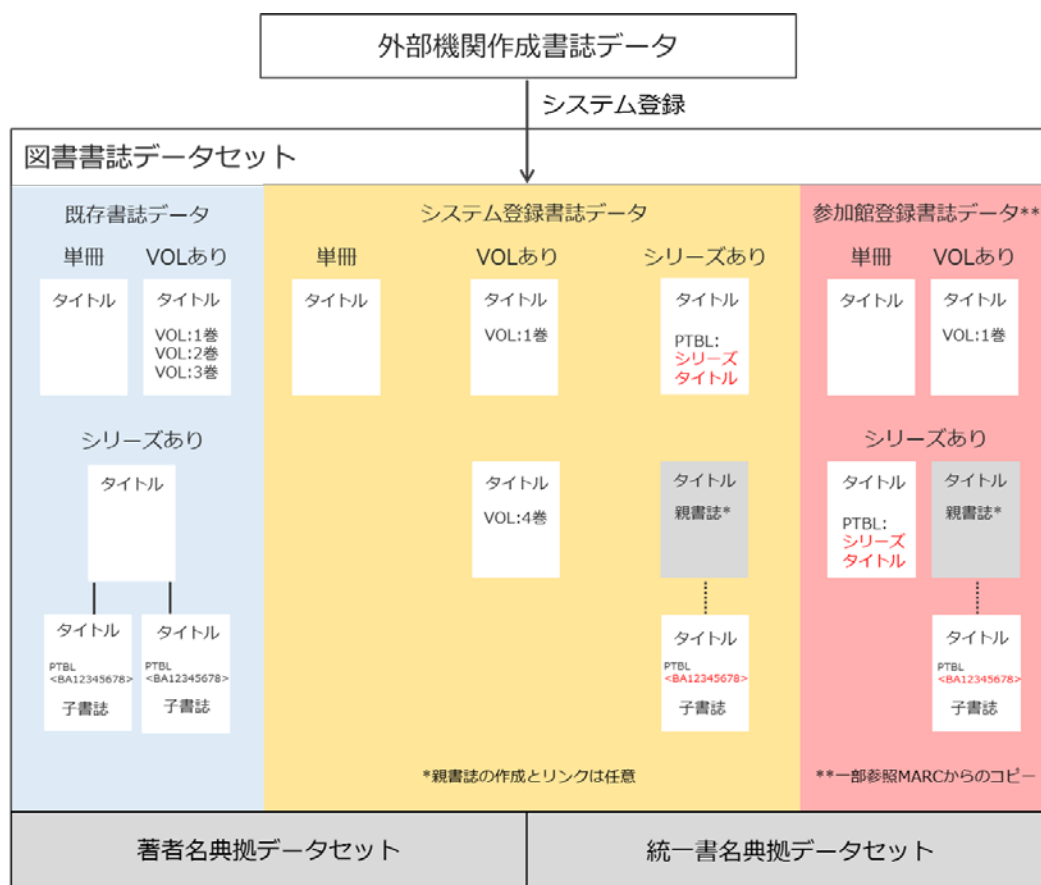 外部機関作成書誌データ
システム登録
図書書誌データセット
既存書誌データ
単冊
VOLあり
タイトル
タイトル
VOL:1巻
VOL:2巻
VOL:3巻
シリーズあり
タイトル
タイトル
PTBL
<BA12345678>
子書誌
タイトル
PTBL
<BA12345678>
子書誌
システム登録書誌データ
単冊
VOLあり
シリーズあり
タイトル
タイトル
VOL:1巻
タイトル
PTBL:
シリーズ
タイトル
タイトル
VOL:4巻
タイトル
親書誌*
タイトル
PTBL
<BA12345678>
子書誌
*親書誌の作成とリンクは任意
参加館登録書誌データ**
単冊
VOLあり
タイトル
タイトル
VOL:1巻
シリーズあり
タイトル
PTBL:
シリーズ
タイトル
タイトル
親書誌*
タイトル
PTBL
<BA12345678>
子書誌
**一部参照MARCからのコピー
著者名典拠データセット
統一書名典拠データセット